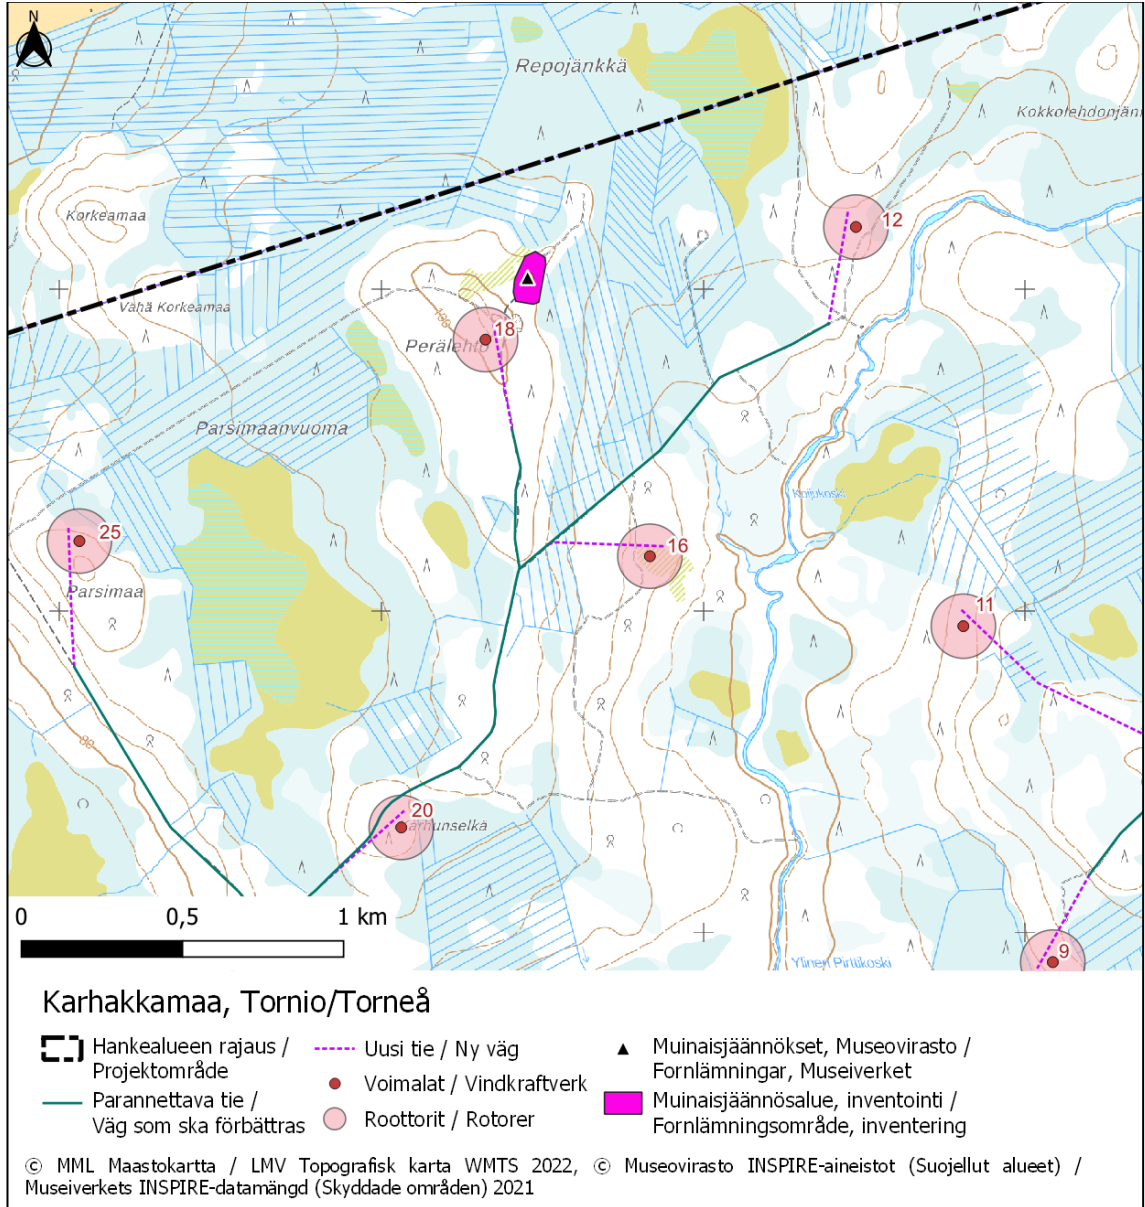 N
Repojänkkä
Kokkolehdonjänk
Korkeamaa
12
Vähä Korkeamaa
100
18
Perälehto
Parsimaanvuoma
Koijukoski
25
16
Parsimaa
11
80
20
Karhunselkä
0 0,5 1 km
9
Ylinen Pirttikoski
Karhakkamaa, Tornio/Torneå
Hankealueen rajaus /
Projektområde
Parannettava tie /
Väg som ska förbättras
Uusi tie / Ny väg
Voimalat / Vindkraftverk
Roottorit / Rotorer
Muinaisjäännökset, Museovirasto /
Fornlämningar, Museiverket
Muinaisjäännösalue, inventointi /
Fornlämningsområde, inventering
© MML Maastokartta / LMV Topografisk karta WMTS 2022, © Museovirasto INSPIRE-aineistot (Suojellut alueet) /
Museiverkets INSPIRE-datamängd (Skyddade områden) 2021